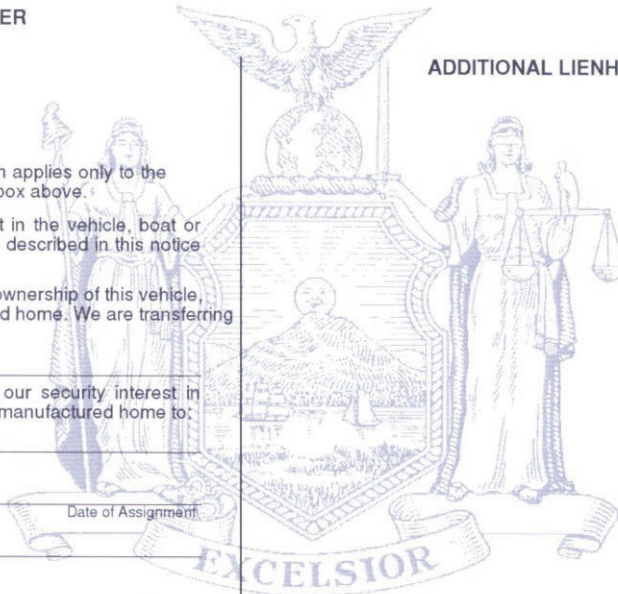 ER
ADDITIONAL LIENH
n applies only to the
box above.
t in the vehicle, boat or
described in this notice
ownership of this vehicle,
d home. We are transferring
our security interest in
manufactured home to:
Date of Assignment
EXCELSIOR